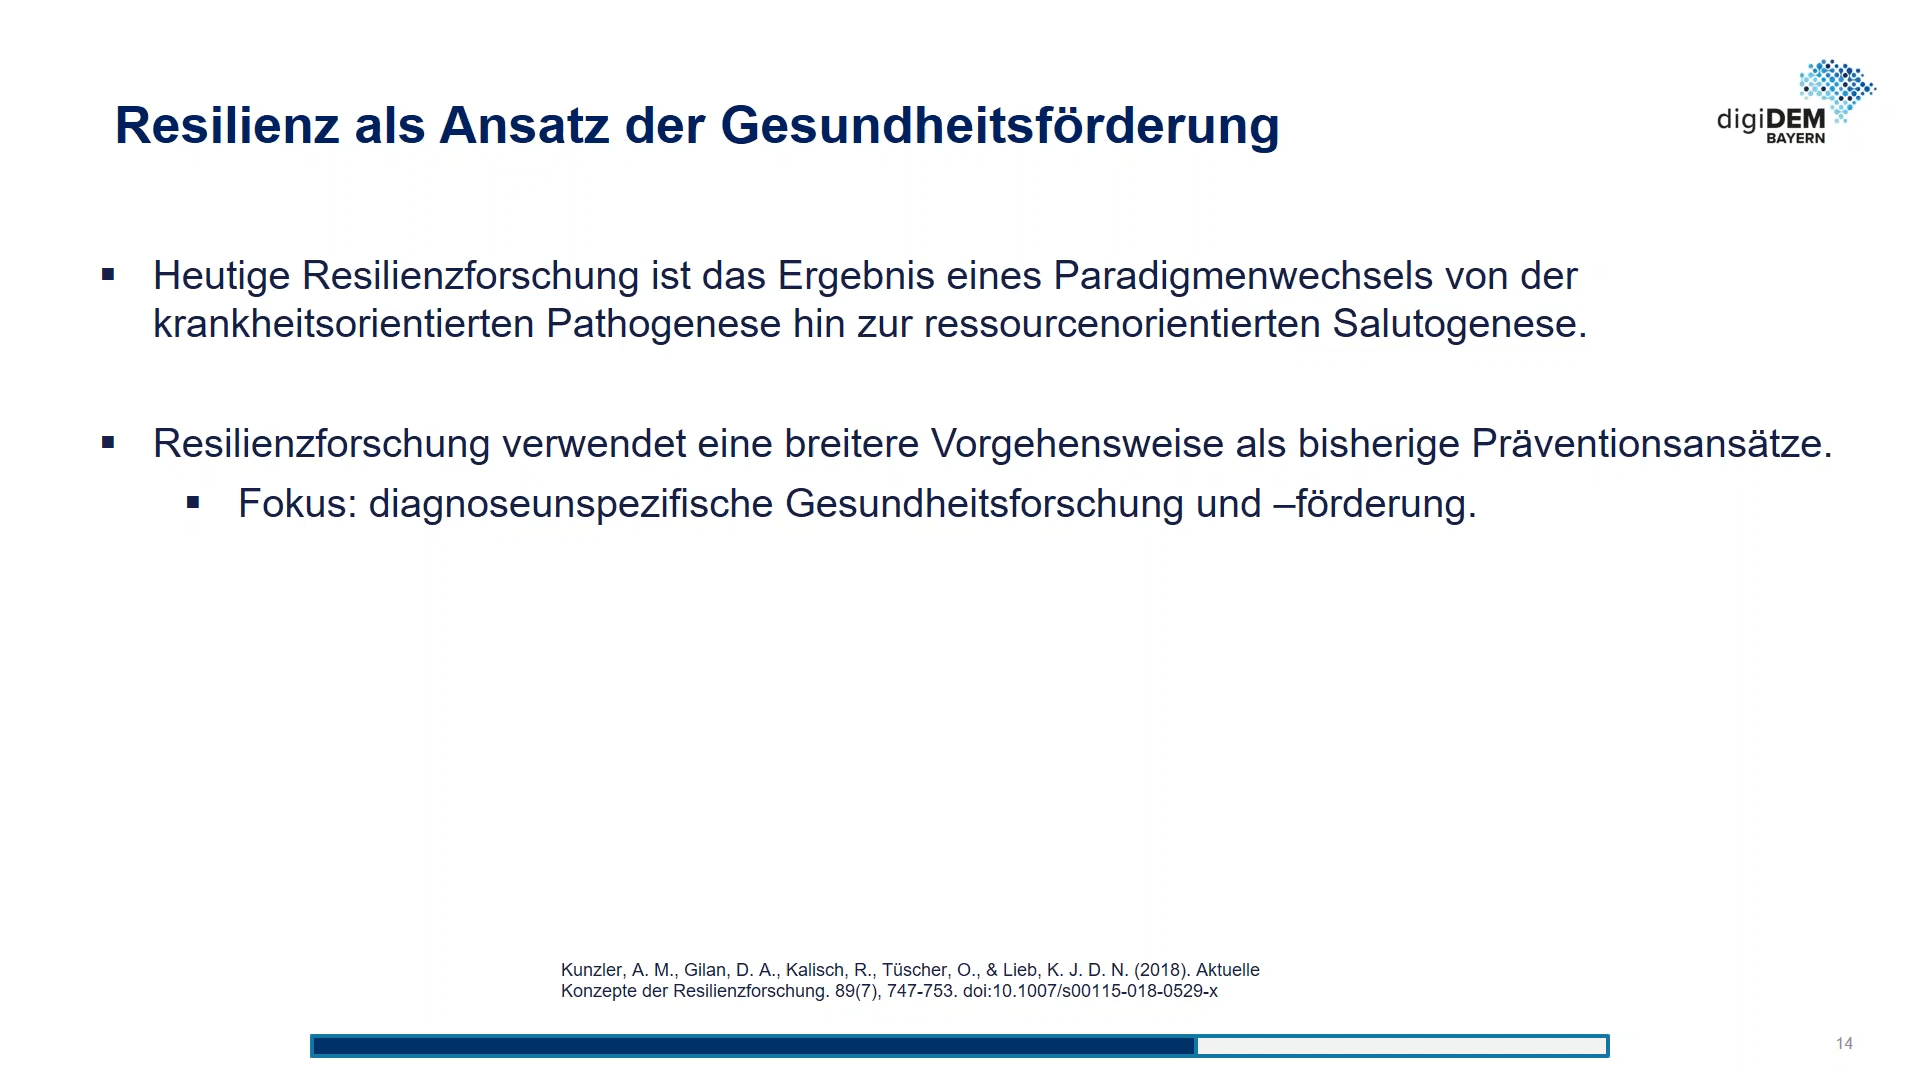 Resilienz als Ansatz der Gesundheitsförderung
digiDEM
BAYERN
▪ Heutige Resilienzforschung ist das Ergebnis eines Paradigmenwechsels von der
krankheitsorientierten Pathogenese hin zur ressourcenorientierten Salutogenese.
▪ Resilienzforschung verwendet eine breitere Vorgehensweise als bisherige Präventionsansätze.
▪ Fokus: diagnoseunspezifische Gesundheitsforschung und –förderung.
Kunzler, A. M., Gilan, D. A., Kalisch, R., Tüscher, O., & Lieb, K. J. D. N. (2018). Aktuelle
Konzepte der Resilienzforschung. 89(7), 747-753. doi:10.1007/s00115-018-0529-x
14